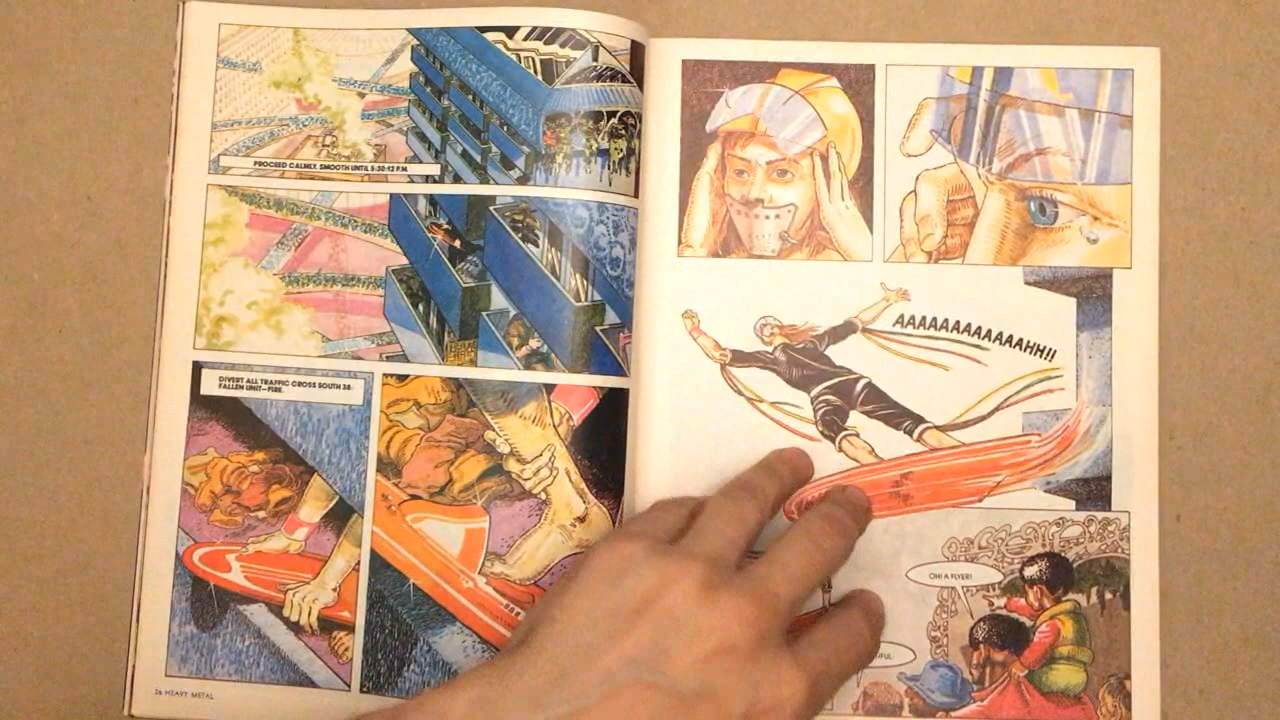 PROCEED CALMLY. SMOOTH UNTIL 5:30:12 P.M.
DIVERT ALL TRAFFIC CROSS SOUTH 38:
FALLEN UNIT—FIRE.
26 HEAVY METAL
AAAAAAAAAAAAHH!!
OH! A FLYER!